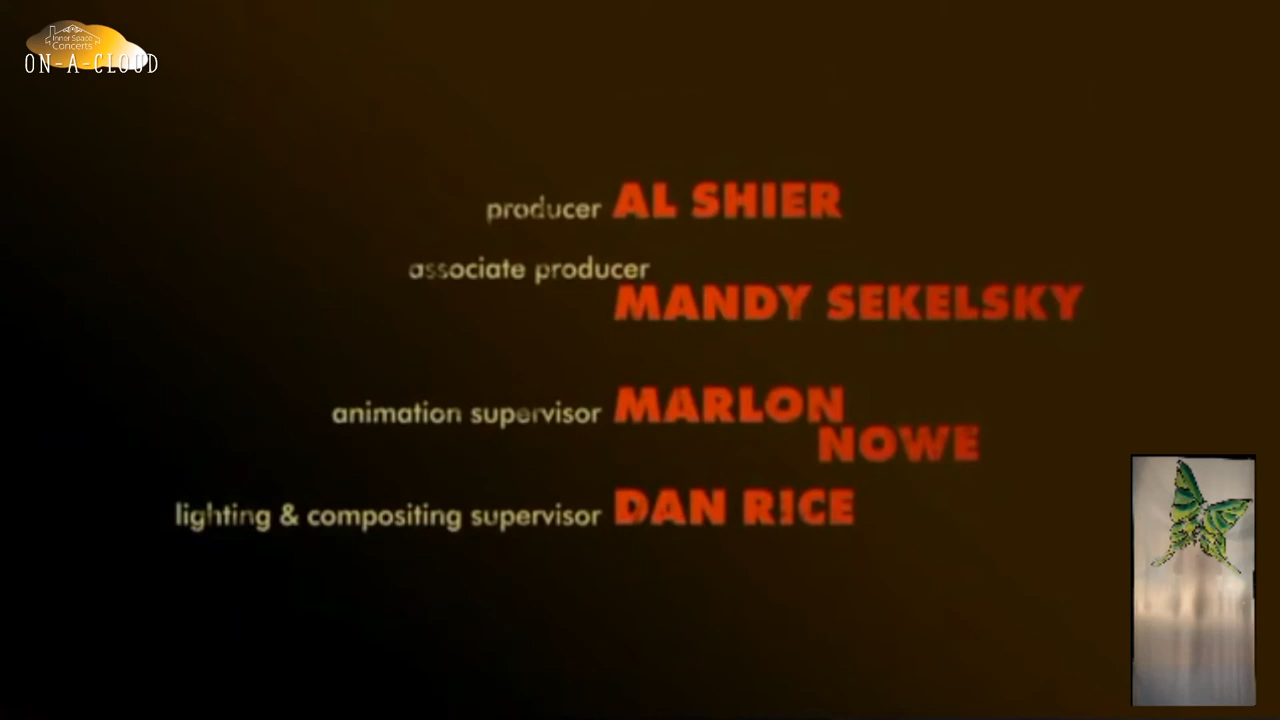 Inner Space
Concerts
ON-A-CLOUD
producer AL SHIER
associate producer
MANDY SEKELSKY
animation supervisor MARLON
NOWE
lighting & compositing supervisor DAN RICE